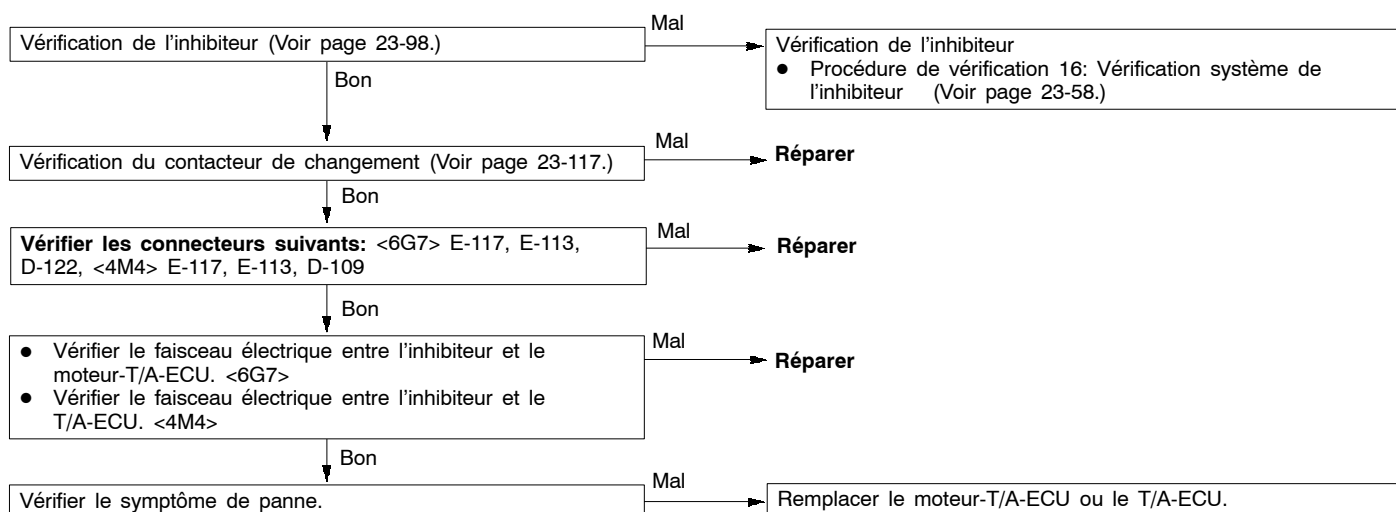 Vérification de l'inhibiteur (Voir page 23-98.)
Mal
Vérification de l'inhibiteur
● Procédure de vérification 16: Vérification système de
l'inhibiteur (Voir page 23-58.)
Bon
Vérification du contacteur de changement (Voir page 23-117.)
Mal
Réparer
Bon
Vérifier les connecteurs suivants: <6G7> E-117, E-113,
D-122, <4M4> E-117, E-113, D-109
Mal
Réparer
Bon
● Vérifier le faisceau électrique entre l'inhibiteur et le
moteur-T/A-ECU. <6G7>
● Vérifier le faisceau électrique entre l'inhibiteur et le
T/A-ECU. <4M4>
Mal
Réparer
Bon
Vérifier le symptôme de panne.
Mal
Remplacer le moteur-T/A-ECU ou le T/A-ECU.